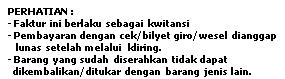 PERHATIAN :
- Faktur ini berlaku sebagai kwitansi
- Pembayaran dengan cek/bilyet giro/wesel dianggap
lunas setelah melalui kliring.
- Barang yang sudah diserahkan tidak dapat
dikembalikan/ditukar dengan barang jenis lain.